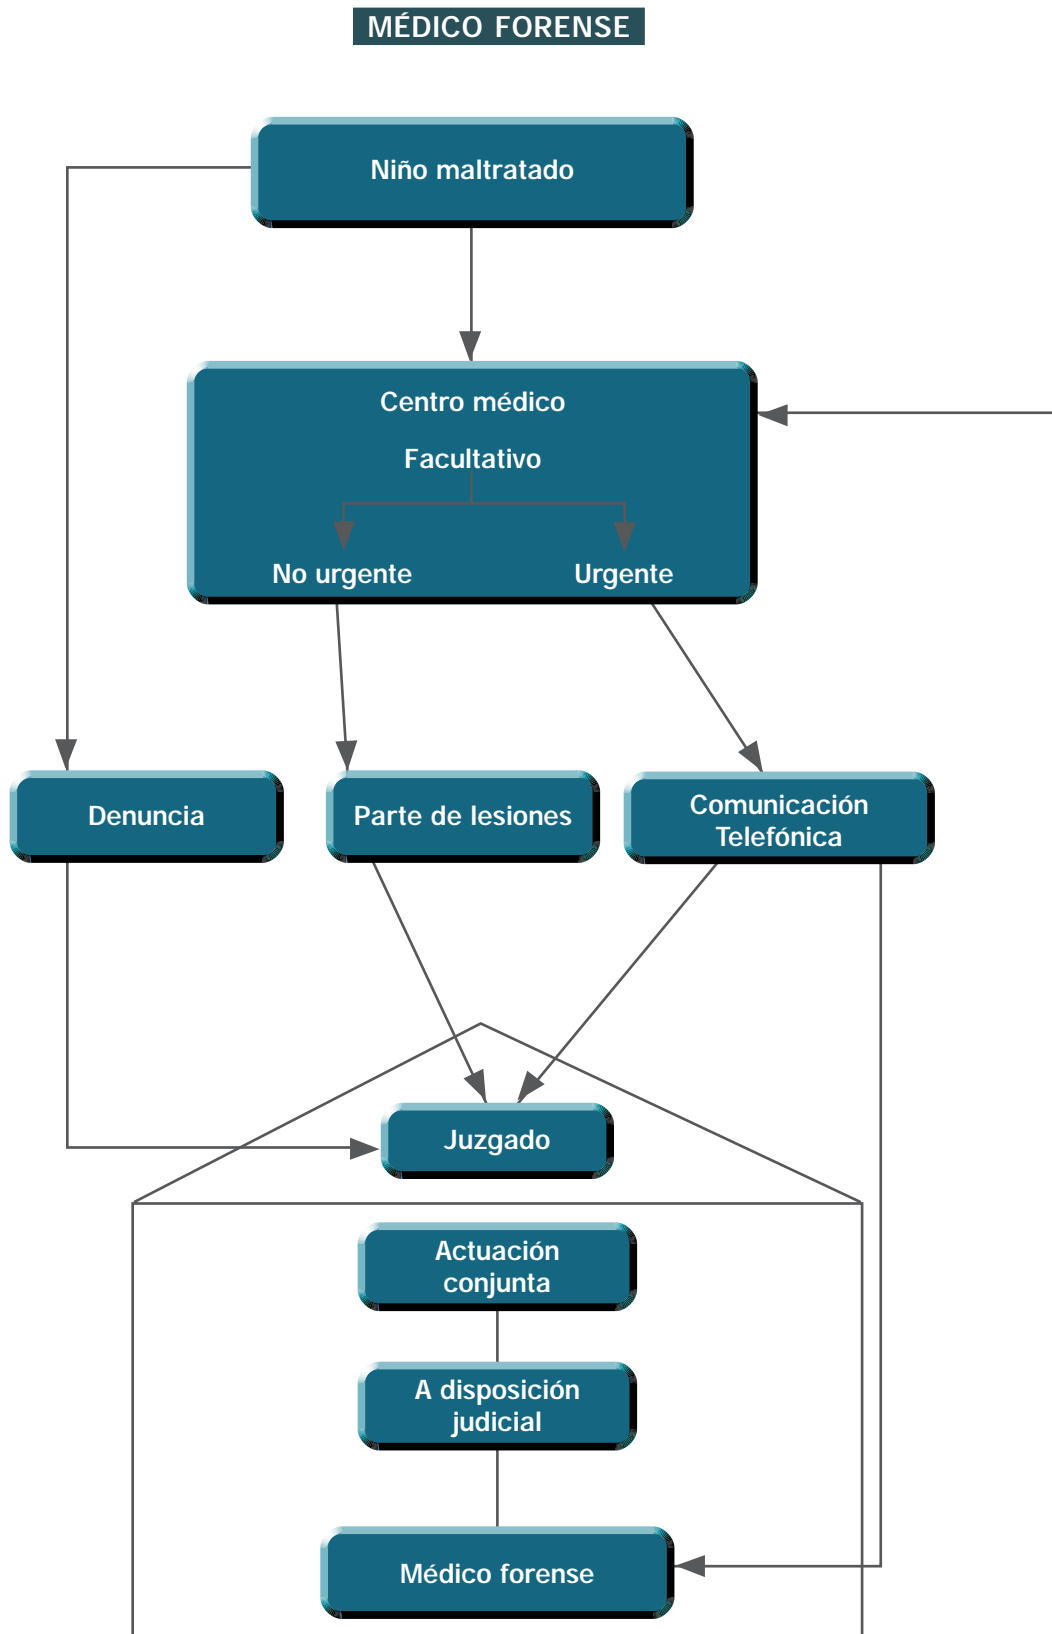 MÉDICO FORENSE
Niño maltratado
Centro médico
Facultativo
No urgente
Urgente
Denuncia
Parte de lesiones
Comunicación
Telefónica
Juzgado
Actuación
conjunta
A disposición
judicial
Médico forense